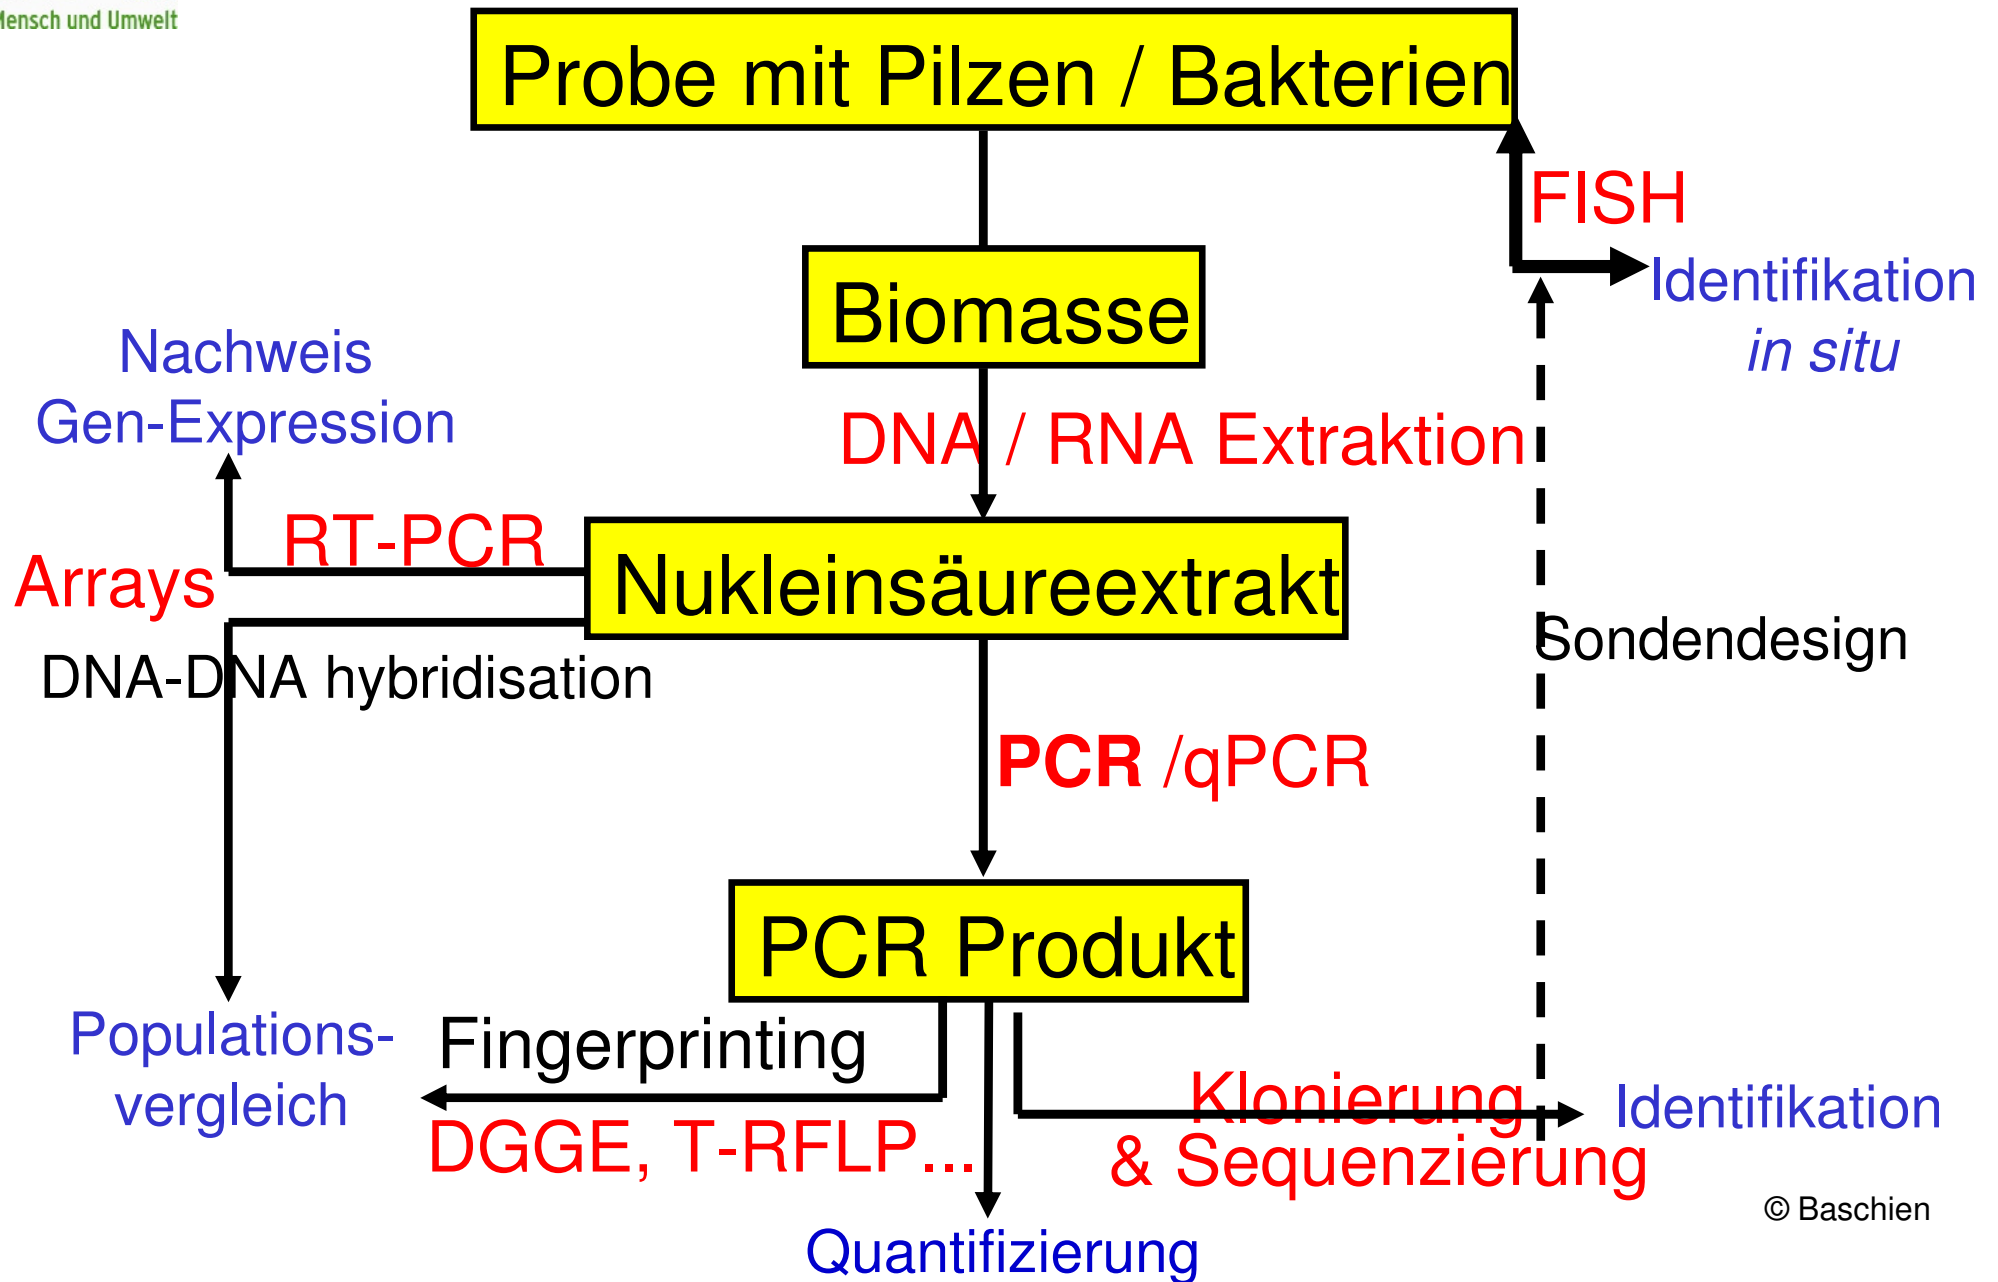 Mensch und Umwelt
Probe mit Pilzen / Bakterien
FISH
Identifikation
in situ
Biomasse
Nachweis
Gen-Expression
DNA / RNA Extraktion
RT-PCR
Arrays
Nukleinsäureextrakt
DNA-DNA hybridisation
Sondendesign
PCR /qPCR
PCR Produkt
Populations-
vergleich
Fingerprinting
DGGE, T-RFLP...
Klonierung
& Sequenzierung
Identifikation
Quantifizierung
© Baschien